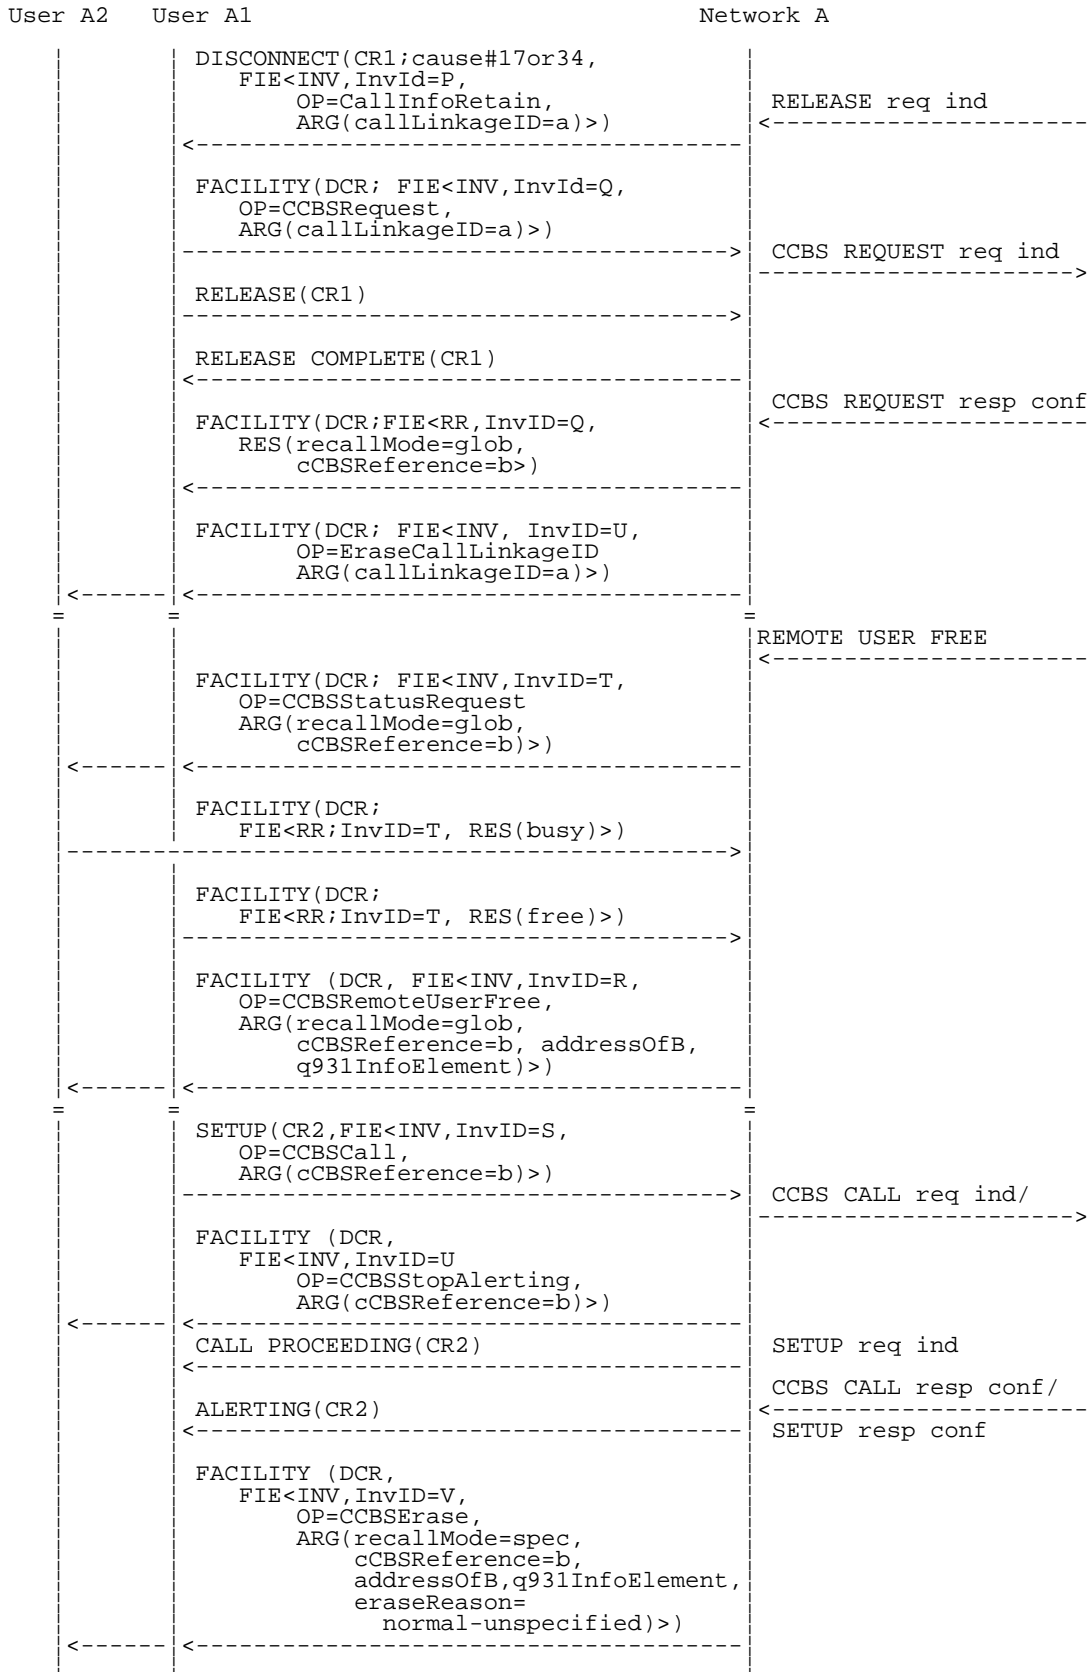 User A2 User A1 Network A
DISCONNECT(CR1;cause#17or34,
FIE<INV,InvId=P,
OP=CallInfoRetain,
RELEASE req ind
ARG(callLinkageID=a)>)
FACILITY(DCR; FIE<INV,InvId=Q,
OP=CCBSRequest,
ARG(callLinkageID=a)>)
CCBS REQUEST req ind
RELEASE(CR1)
RELEASE COMPLETE(CR1)
CCBS REQUEST resp conf
FACILITY(DCR;FIE<RR,InvID=Q,
RES(recallMode=glob,
cCBSReference=b>)
FACILITY(DCR; FIE<INV, InvID=U,
OP=EraseCallLinkageID
ARG(callLinkageID=a)>)
REMOTE USER FREE
FACILITY(DCR; FIE<INV,InvID=T,
OP=CCBSStatusRequest
ARG(recallMode=glob,
cCBSReference=b)>)
FACILITY(DCR;
FIE<RR;InvID=T, RES(busy)>)
FACILITY(DCR;
FIE<RR;InvID=T, RES(free)>)
FACILITY (DCR, FIE<INV,InvID=R,
OP=CCBSRemoteUserFree,
ARG(recallMode=glob,
cCBSReference=b, addressOfB,
q931InfoElement)>)
SETUP(CR2,FIE<INV,InvID=S,
OP=CCBSCall,
ARG(cCBSReference=b)>)
CCBS CALL req ind/
FACILITY (DCR,
FIE<INV,InvID=U
OP=CCBSStopAlerting,
ARG(cCBSReference=b)>)
CALL PROCEEDING(CR2)
SETUP req ind
CCBS CALL resp conf/
ALERTING(CR2)
SETUP resp conf
FACILITY (DCR,
FIE<INV,InvID=V,
OP=CCBSErase,
ARG(recallMode=spec,
cCBSReference=b,
addressOfB,q931InfoElement,
eraseReason=
normal-unspecified)>)